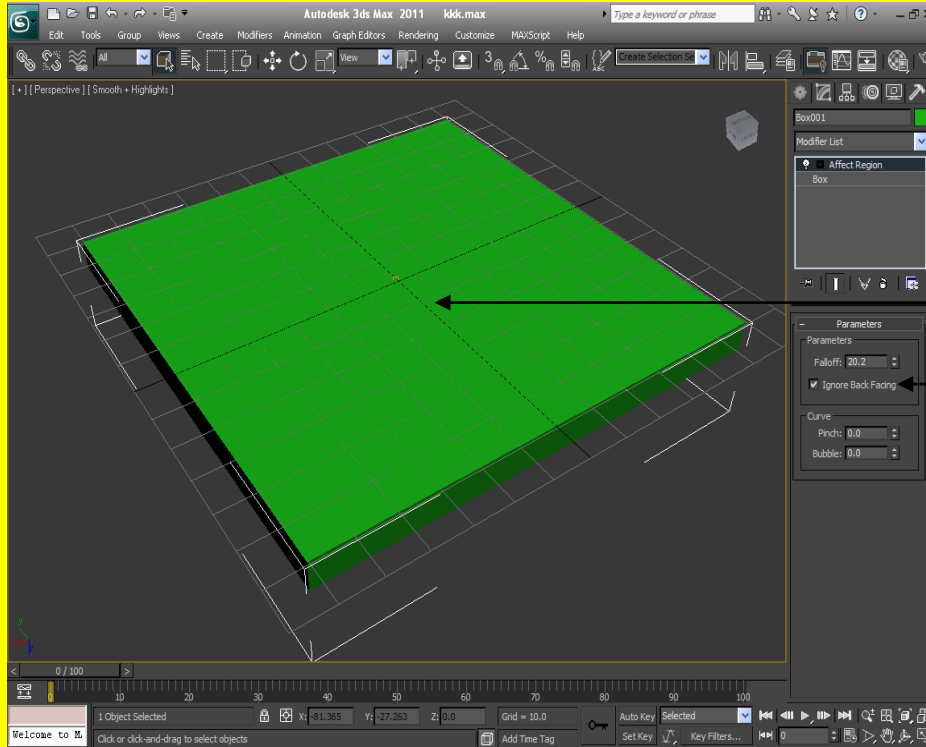 Autodesk 3ds Max 2011 kkk.max
Type a keyword or phrase
Edit Tools Group Views Create Modifiers Animation Graph Editors Rendering Customize MAXScript Help
All
View
3
Create Selection Se
[ + ] [ Perspective ] [ Smooth + Highlights ]
Box001
Modifier List
Affect Region
Box
Parameters
Parameters
Falloff: 20.2
Ignore Back Facing
Curve
Pinch: 0.0
Bubble: 0.0
y
0 / 100
0 10 20 30 40 50 60 70 80 90 100
1 Object Selected
X: -81.365 Y: -27.263 Z: 0.0
Grid = 10.0
Auto Key Selected
Welcome to M
Click or click-and-drag to select objects
Add Time Tag
Set Key Key Filters...
0